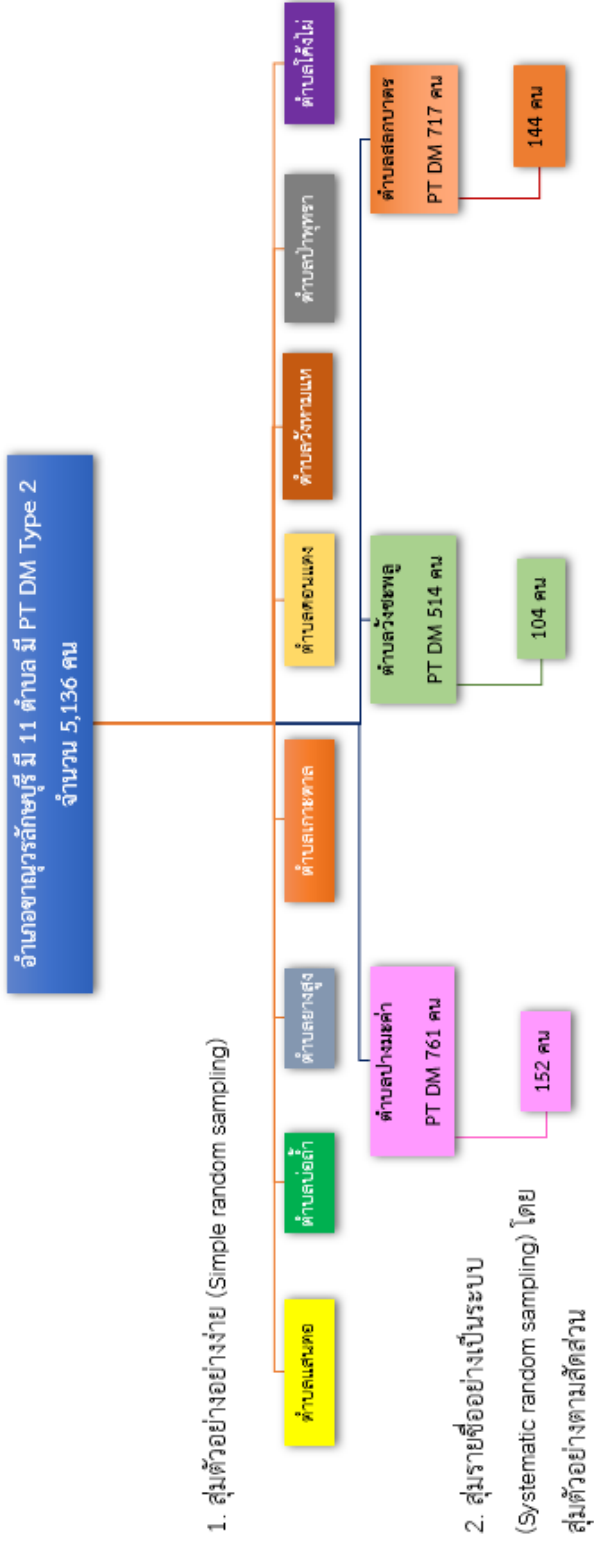 อำเภอขาณุวรลักษบุรี มี 11 ตำบล มี PT DM Type 2
จำนวน 5,136 คน
1. สุ่มตัวอย่างอย่างง่าย (Simple random sampling)
ตำบลแสนตอ
ตำบลบ่อถ้ำ
ตำบลยางสูง
ตำบลเกาะตาล
ตำบลดอนแตง
ตำบลวังหามแห
ตำบลป่าพุทรา
ตำบลโค้งไผ่
ตำบลปางมะค่า
PT DM 761 คน
ตำบลวังชะพลู
PT DM 514 คน
ตำบลสลกบาตร
PT DM 717 คน
2. สุ่มรายชื่ออย่างเป็นระบบ
(Systematic random sampling) โดย
สุ่มตัวอย่างตามสัดส่วน
152 คน
104 คน
144 คน